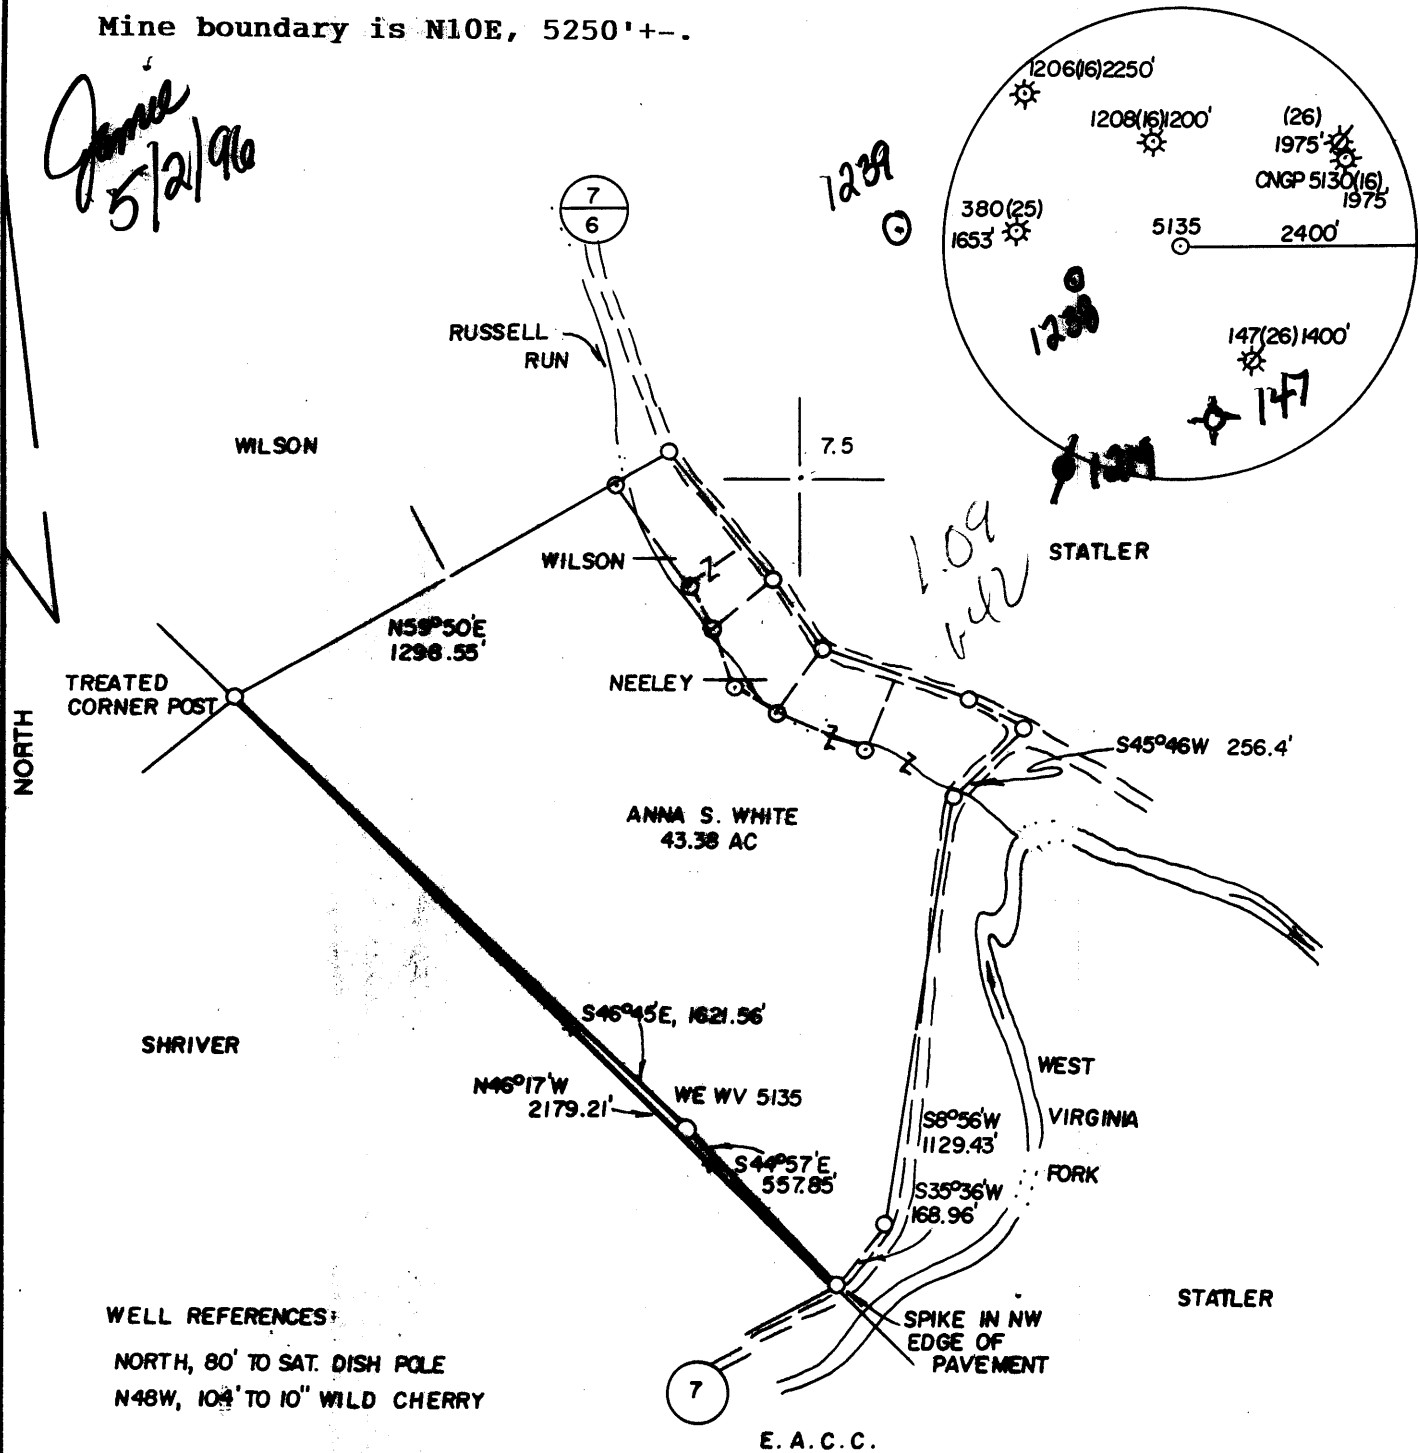 Mine boundary is N10E, 5250'+-.
Jamie
5/2/96
1206(16)2250'
1208(16)1200'
(26)
1975'
CNGP 5130(16)
1975'
1239
380(25)
1653'
5135
2400'
1238
147(26)1400'
147
7
6
RUSSELL
RUN
WILSON
7.5
1.09
STATLER
WILSON
N59°50'E
1298.55'
TREATED
CORNER POST
NEELEY
NORTH
S45°46W 256.4'
ANNA S. WHITE
43.38 AC
S46°45'E, 1621.56'
SHRIVER
N46°17'W
2179.21'
WE WV 5135
WEST
VIRGINIA
FORK
S8°56'W
1129.43'
S44°57'E,
557.85'
S35°36'W
168.96'
STATLER
WELL REFERENCES:
NORTH, 80' TO SAT. DISH POLE
N48W, 104' TO 10" WILD CHERRY
SPIKE IN NW
EDGE OF
PAVEMENT
7
E. A. C. C.